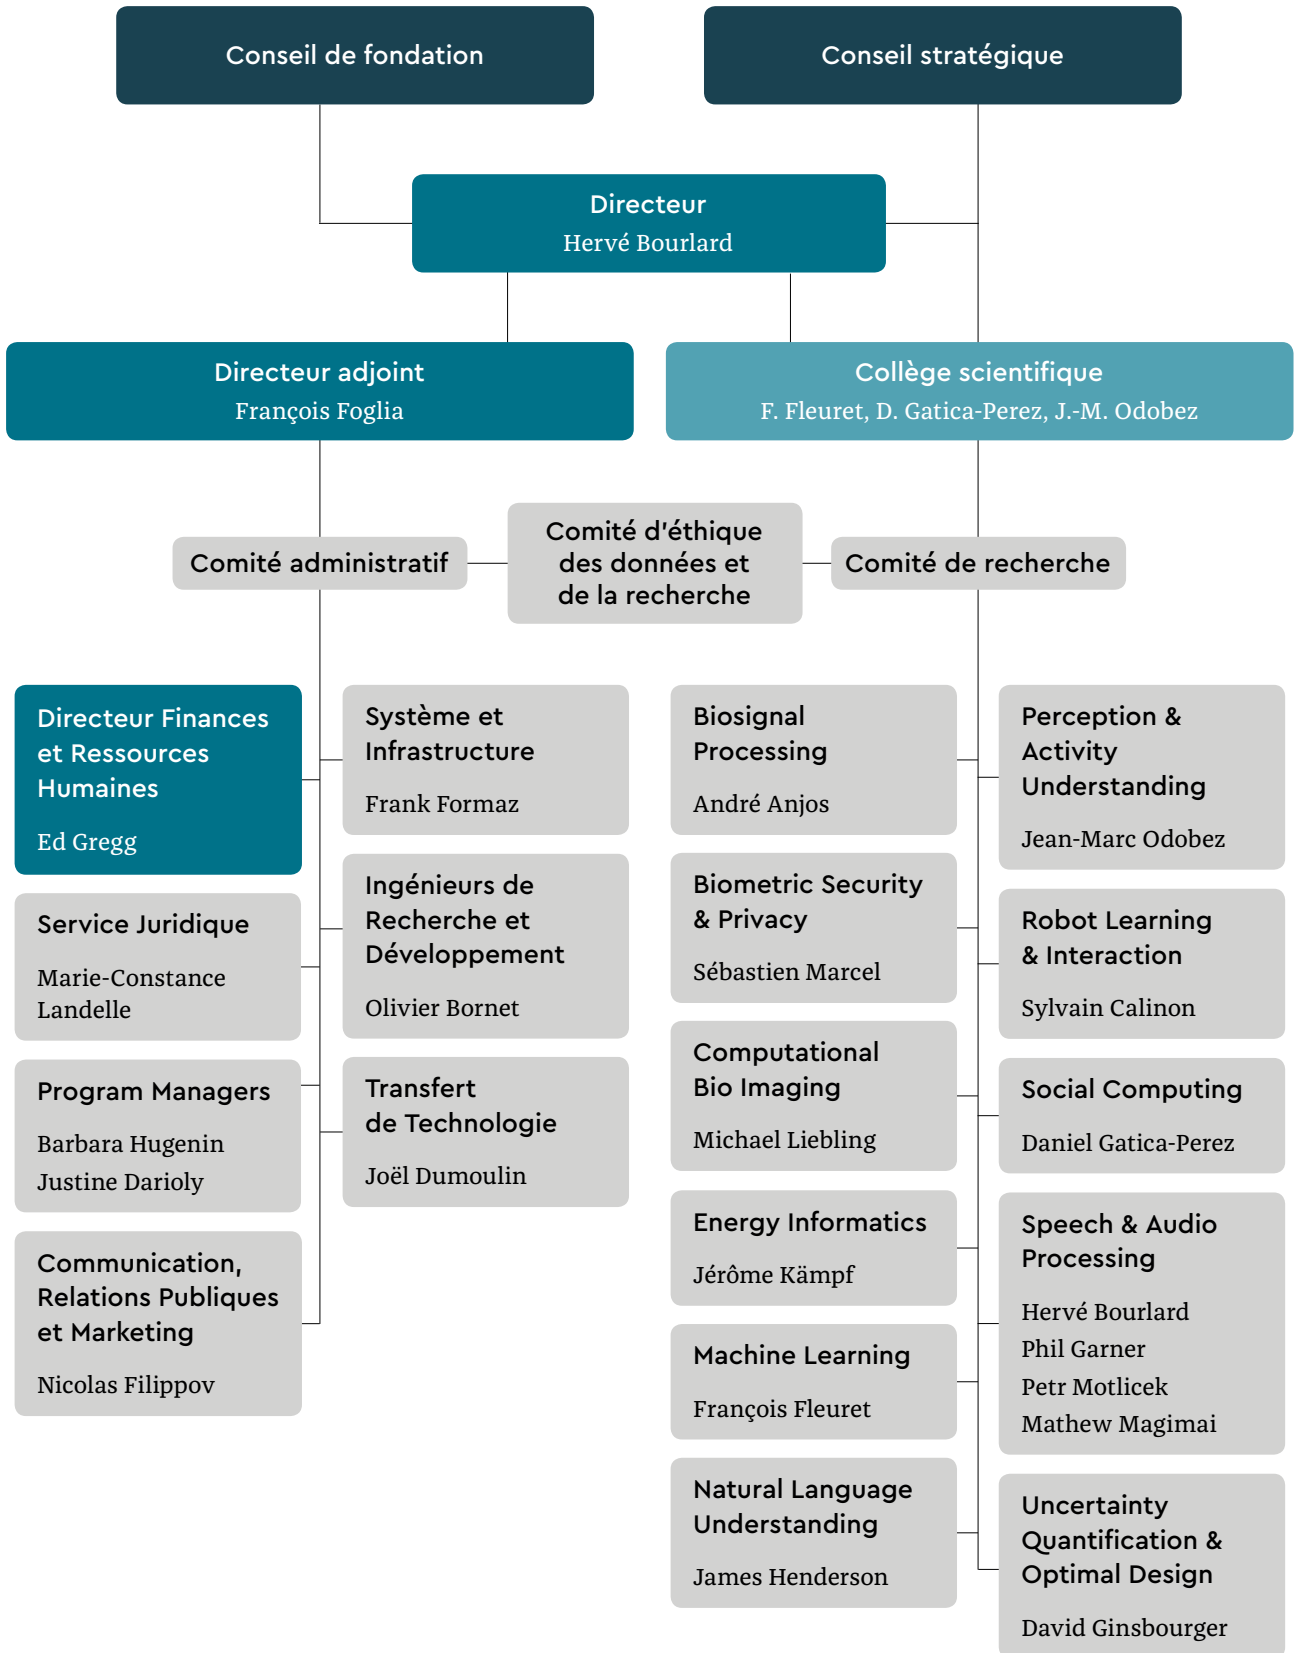 Conseil de fondation
Conseil stratégique
Directeur
Hervé Bourlard
Directeur adjoint
François Foglia
Collège scientifique
F. Fleuret, D. Gatica-Perez, J.-M. Odobez
Comité administratif
Comité d'éthique
des données et
de la recherche
Comité de recherche
Directeur Finances
et Ressources
Humaines
Ed Gregg
Service Juridique
Marie-Constance
Landelle
Program Managers
Barbara Hugenin
Justine Darioly
Communication,
Relations Publiques
et Marketing
Nicolas Filippov
Système et
Infrastructure
Frank Formaz
Ingénieurs de
Recherche et
Développement
Olivier Bornet
Transfert
de Technologie
Joël Dumoulin
Biosignal
Processing
André Anjos
Biometric Security
& Privacy
Sébastien Marcel
Computational
Bio Imaging
Michael Liebling
Energy Informatics
Jérôme Kämpf
Machine Learning
François Fleuret
Natural Language
Understanding
James Henderson
Perception &
Activity
Understanding
Jean-Marc Odobez
Robot Learning
& Interaction
Sylvain Calinon
Social Computing
Daniel Gatica-Perez
Speech & Audio
Processing
Hervé Bourlard
Phil Garner
Petr Motlicek
Mathew Magimai
Uncertainty
Quantification &
Optimal Design
David Ginsbourger